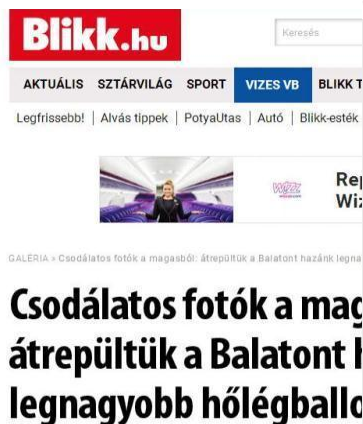 Blikk.hu
Keresés
AKTUÁLIS SZTÁRVILÁG SPORT VIZES VB BLIKK T
Legfrissebb! | Alvás tippek | PotyaUtas | Autó | Blikk-esték
W!ZZ
Rep
Wiz
GALÉRIA » Csodálatos fotók a magasból: átrepültük a Balatont hazánk legna
Csodálatos fotók a mag
átrepültük a Balatont h
legnagyobb hőlégballo